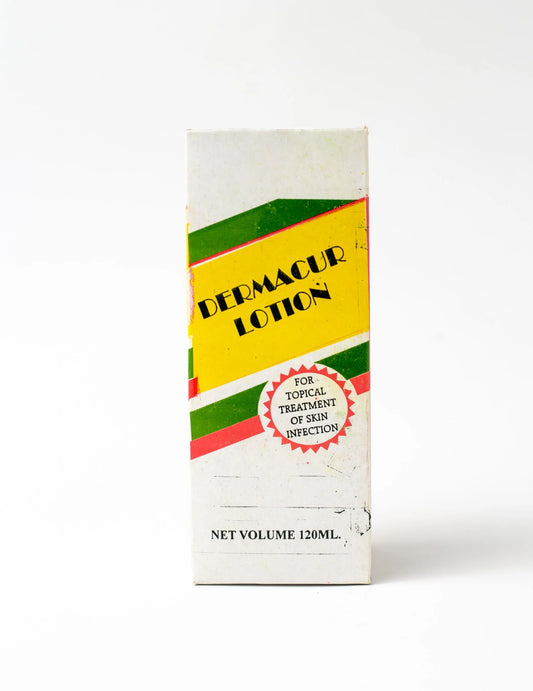 DERMACUR
LOTION
FOR
TOPICAL
TREATMENT
OF SKIN
INFECTION
NET VOLUME 120ML.